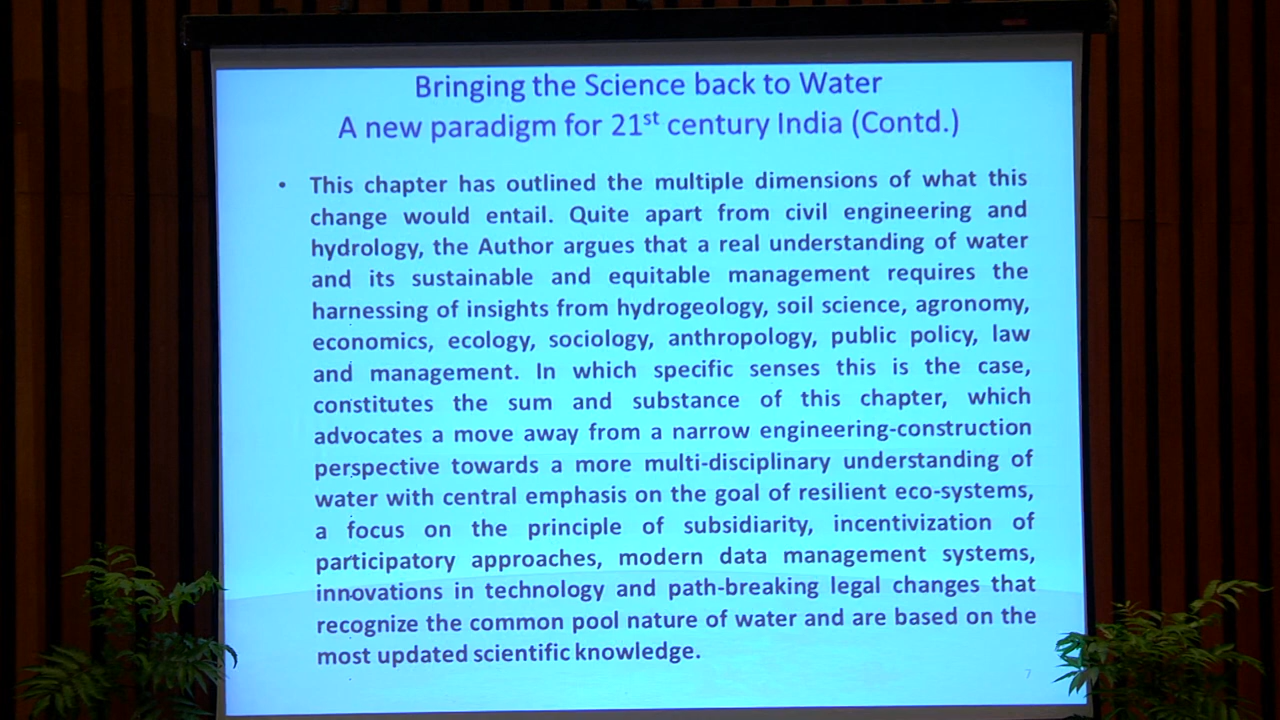 Bringing the Science back to Water
A new paradigm for 21st century India (Contd.)
• This chapter has outlined the multiple dimensions of what this
change would entail. Quite apart from civil engineering and
hydrology, the Author argues that a real understanding of water
and its sustainable and equitable management requires the
harnessing of insights from hydrogeology, soil science, agronomy,
economics, ecology, sociology, anthropology, public policy, law
and management. In which specific senses this is the case,
constitutes the sum and substance of this chapter, which
advocates a move away from a narrow engineering-construction
perspective towards a more multi-disciplinary understanding of
water with central emphasis on the goal of resilient eco-systems,
a focus on the principle of subsidiarity, incentivization of
participatory approaches, modern data management systems,
innovations in technology and path-breaking legal changes that
recognize the common pool nature of water and are based on the
most updated scientific knowledge.
7